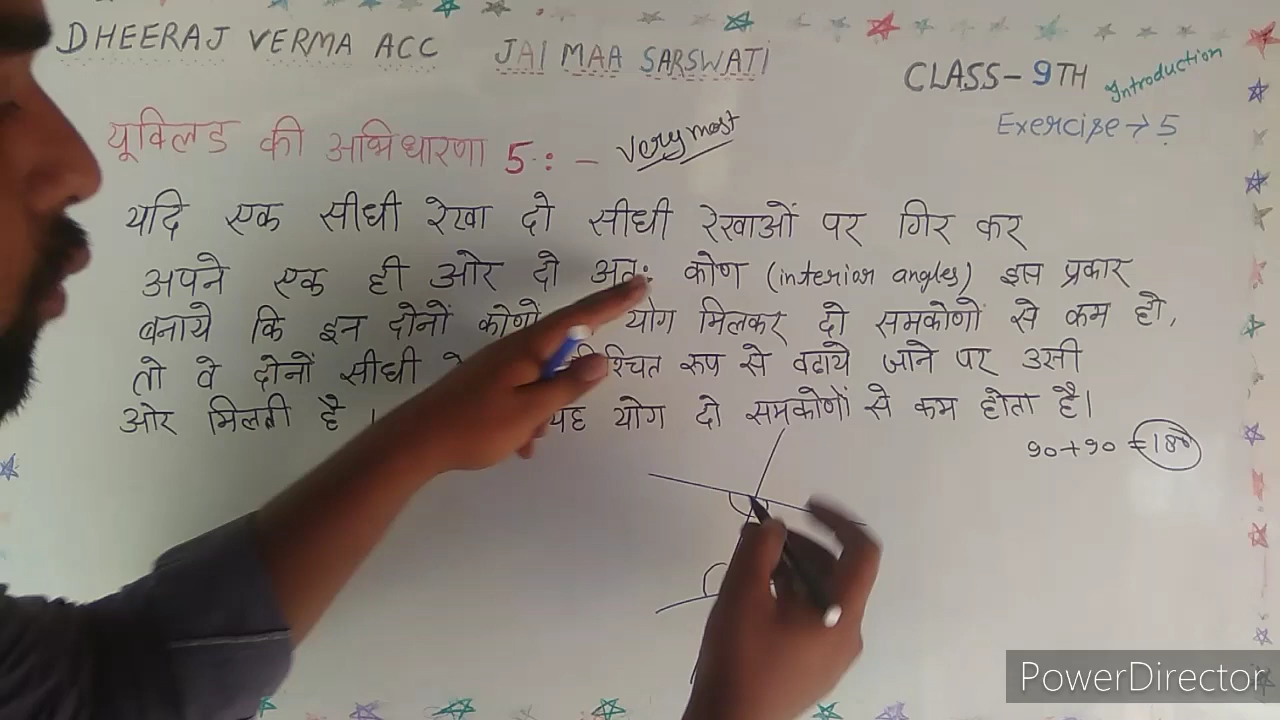 DHEERAJ VERMA ACC JAI MAA SARSWATI
CLASS-9TH Introduction
Exercise → 5
यूक्लिड की अभिधारणा 5:- very most
यदि एक सीधी रेखा दो सीधी रेखाओं पर गिर कर
अपने एक ही ओर दो अतः कोण (interior angles) इस प्रकार
बनाये कि इन दोनों कोणों योग मिलकर दो समकोणों से कम हो,
तो वे दोनों सीधी रूप से बढाये जाने पर उसी
ओर मिलती है । यह योग दो समकोणों से कम होता है।
90+90 = 180
PowerDirector